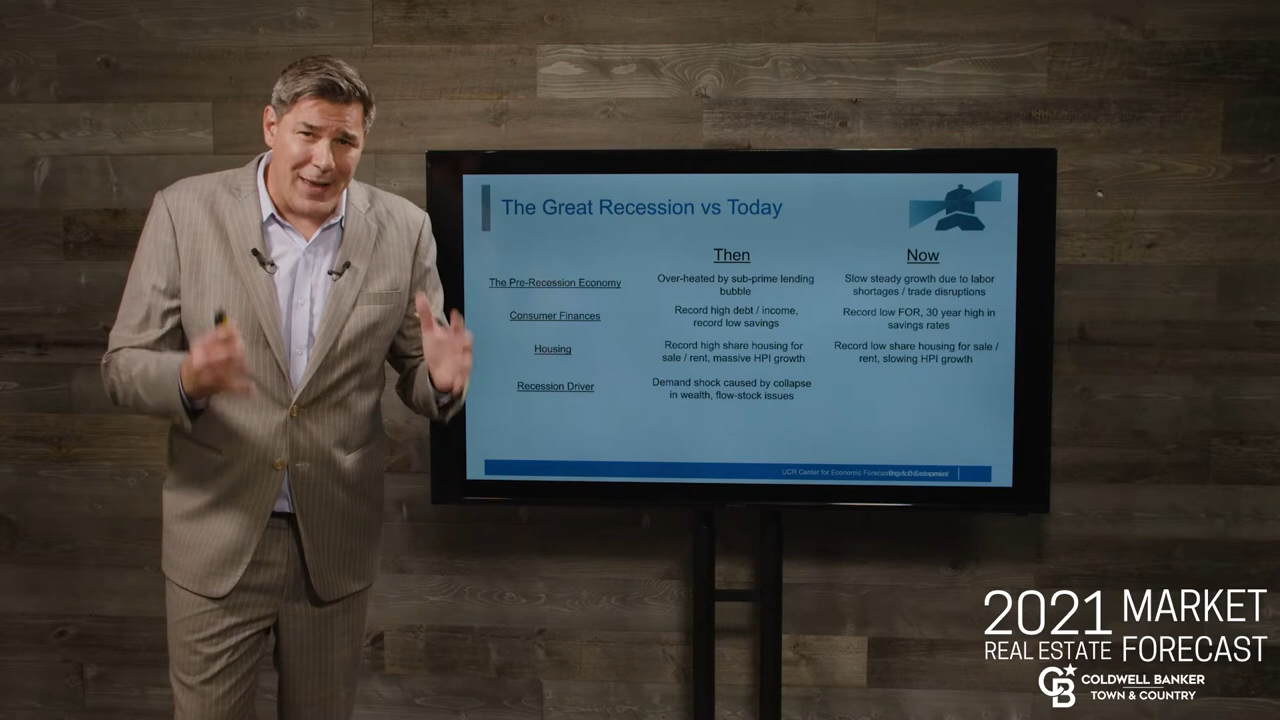 The Great Recession vs Today
Then
Now
The Pre-Recession Economy
Over-heated by sub-prime lending
bubble
Slow steady growth due to labor
shortages / trade disruptions
Consumer Finances
Record high debt / income,
record low savings
Record low FOR, 30 year high in
savings rates
Housing
Record high share housing for
sale / rent, massive HPI growth
Record low share housing for sale /
rent, slowing HPI growth
Recession Driver
Demand shock caused by collapse
in wealth, flow-stock issues
UCR Center for Economic
2021 MARKET
REAL ESTATE FORECAST
CB COLDWELL BANKER
TOWN & COUNTRY